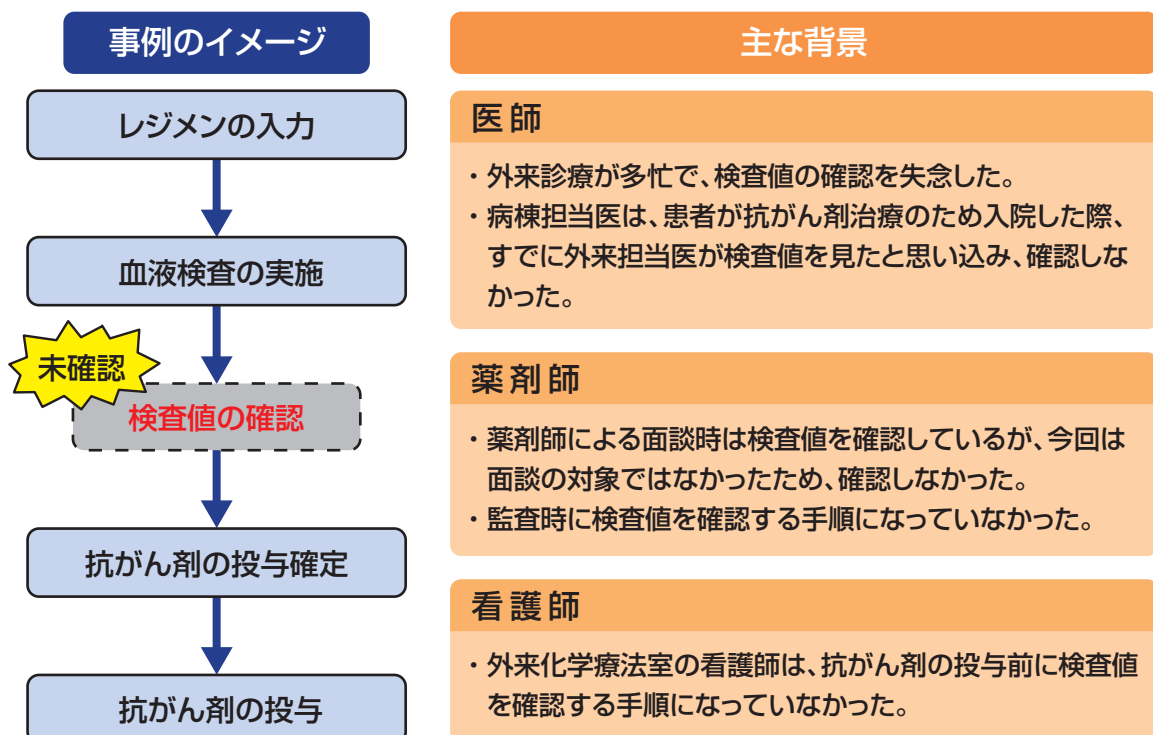 事例のイメージ
レジメンの入力
血液検査の実施
未確認
検査値の確認
抗がん剤の投与確定
抗がん剤の投与
主な背景
医師
・外来診療が多忙で、検査値の確認を失念した。
・病棟担当医は、患者が抗がん剤治療のため入院した際、
すでに外来担当医が検査値を見たと思い込み、確認しな
かった。
薬剤師
・薬剤師による面談時は検査値を確認しているが、今回は
面談の対象ではなかったため、確認しなかった。
・監査時に検査値を確認する手順になっていなかった。
看護師
・外来化学療法室の看護師は、抗がん剤の投与前に検査値
を確認する手順になっていなかった。